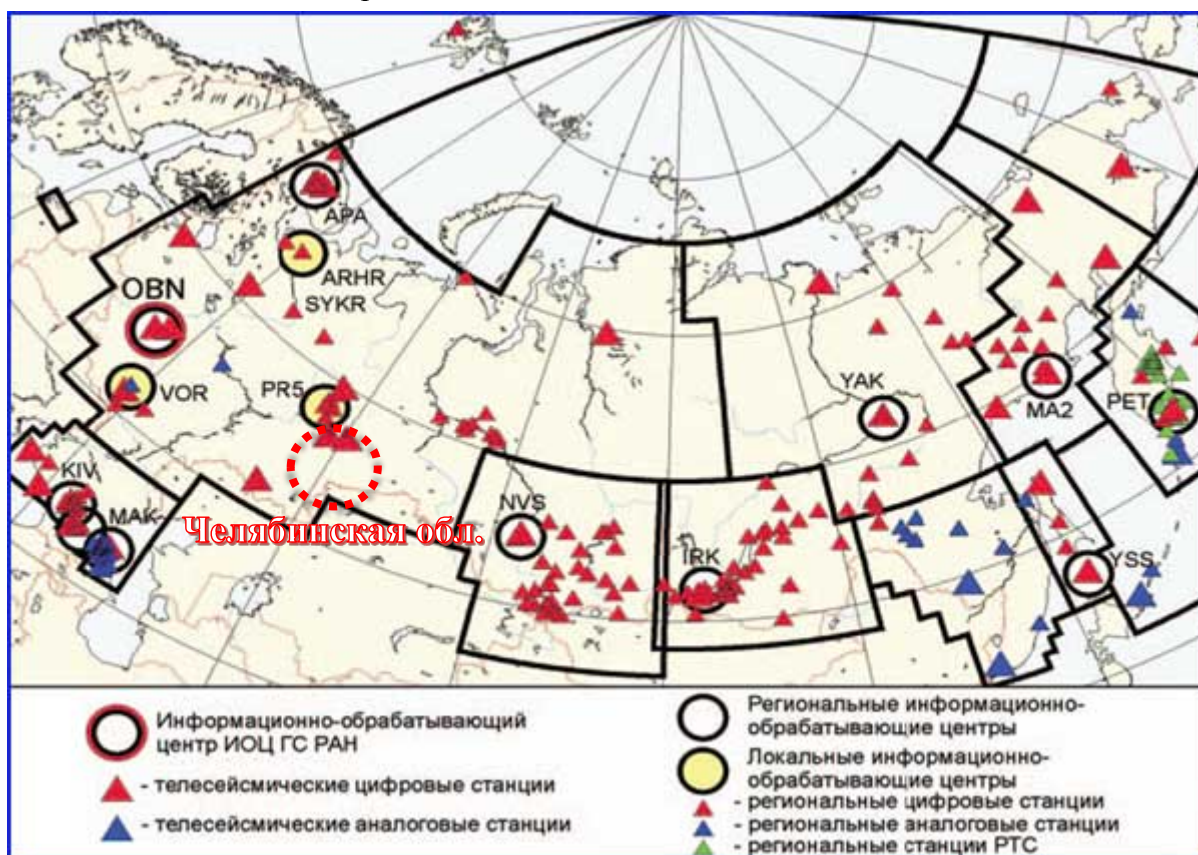 APA
ARHR
SYKR
OBN
VOR
PR5
YAK
MA2
PET
KIV
MAK
NVS
Челябинская обл.
IRK
YSS
Информационно-обрабатывающий
центр ИОЦ ГС РАН
- телесейсмические цифровые станции
- телесейсмические аналоговые станции
Региональные информационно-
обрабатывающие центры
Локальные информационно-
обрабатывающие центры
- региональные цифровые станции
- региональные аналоговые станции
- региональные станции РТС